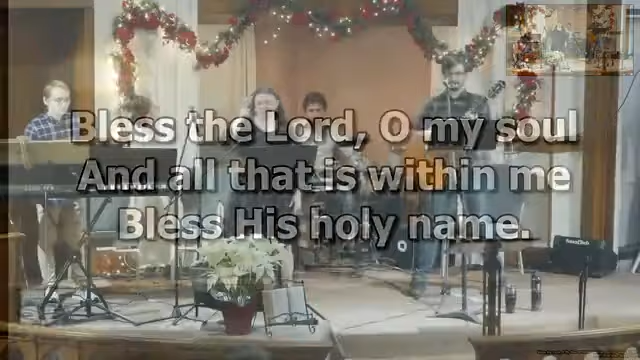 Bless the Lord, O my soul
And all that is within me
Bless His holy name.